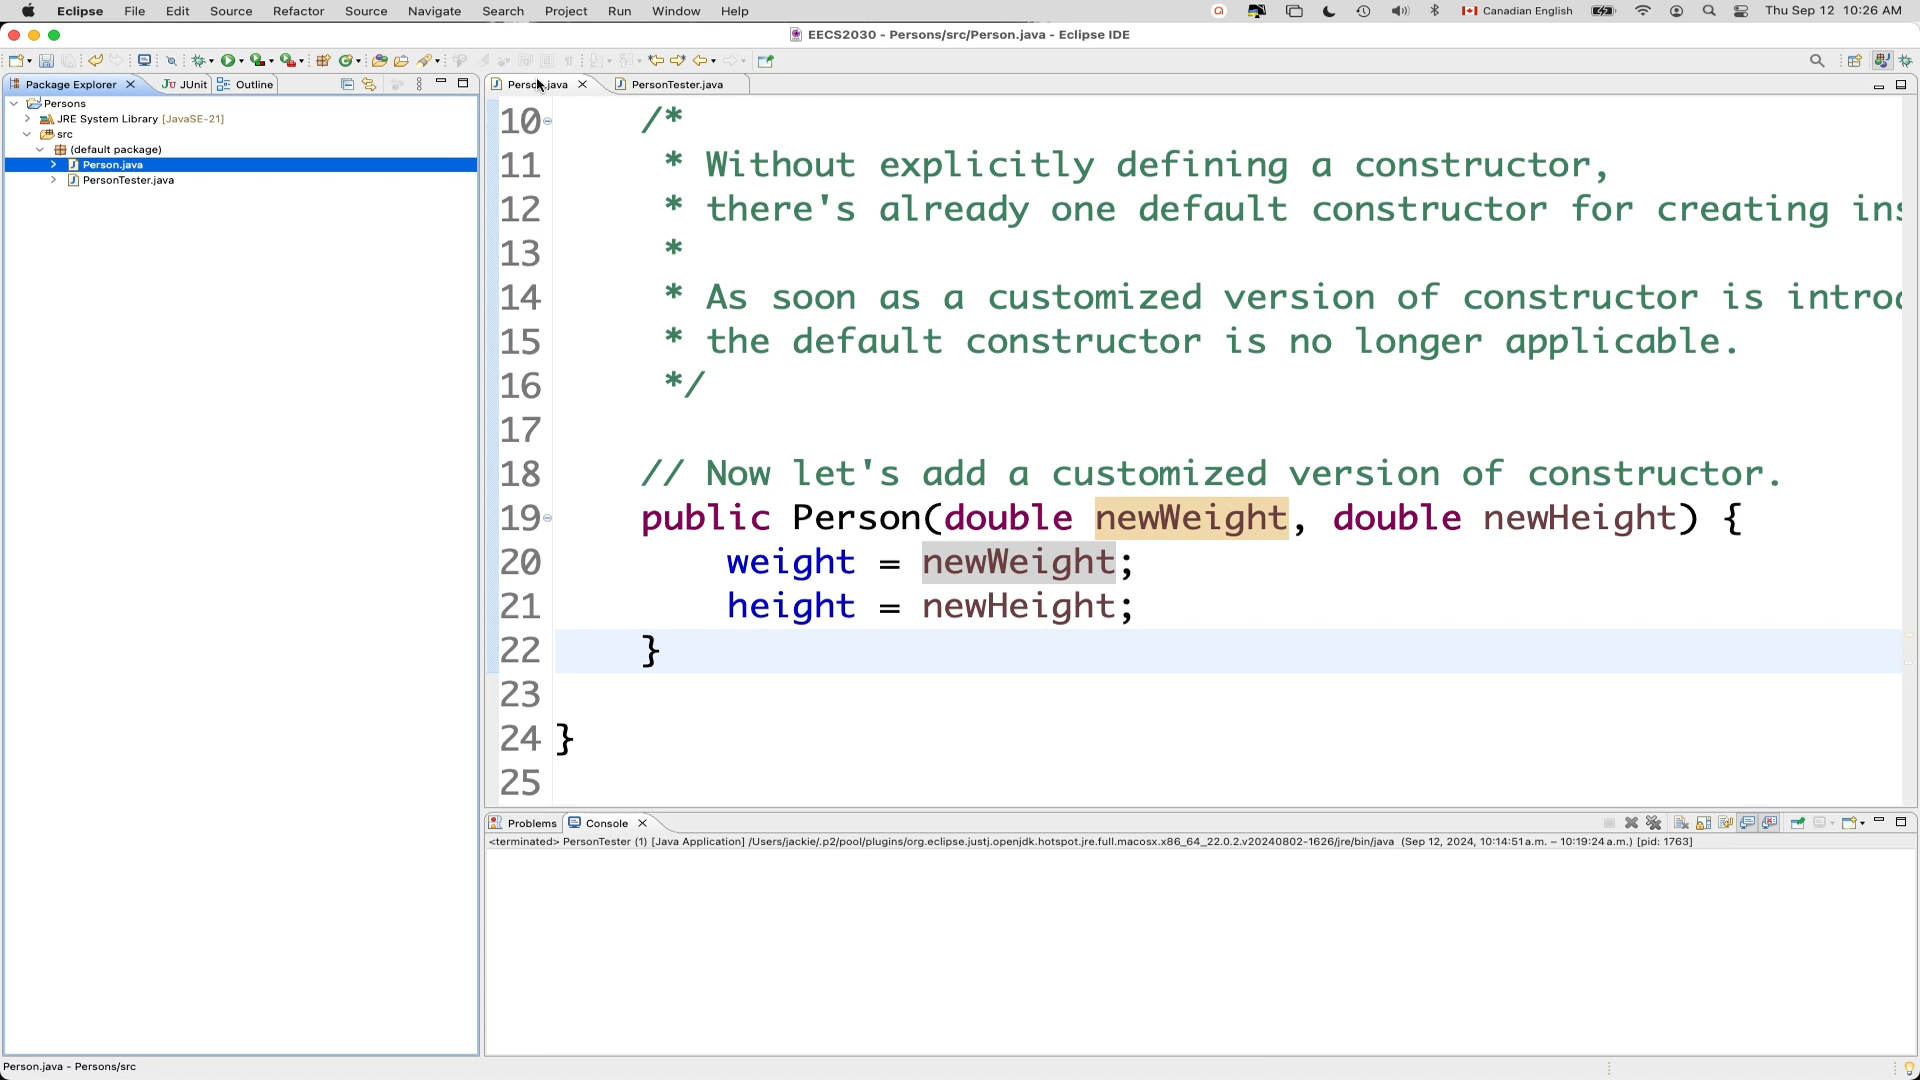 Eclipse File Edit Source Refactor Source Navigate Search Project Run Window Help Canadian English Thu Sep 12 10:26 AM
EECS2030 - Persons/src/Person.java - Eclipse IDE
Package Explorer JUnit Outline
Person.java PersonTester.java
Persons
JRE System Library [JavaSE-21]
src
(default package)
Person.java
PersonTester.java
10 /*
11 * Without explicitly defining a constructor,
12 * there's already one default constructor for creating ins
13 *
14 * As soon as a customized version of constructor is introd
15 * the default constructor is no longer applicable.
16 */
17
18 // Now let's add a customized version of constructor.
19 public Person(double newWeight, double newHeight) {
20 weight = newWeight;
21 height = newHeight;
22 }
23
24 }
25
Problems Console
<terminated> PersonTester (1) [Java Application] /Users/jackie/.p2/pool/plugins/org.eclipse.justj.openjdk.hotspot.jre.full.macosx.x86_64_22.0.2.v20240802-1626/jre/bin/java (Sep 12, 2024, 10:14:51 a.m. – 10:19:24 a.m.) [pid: 1763]
Person.java - Persons/src